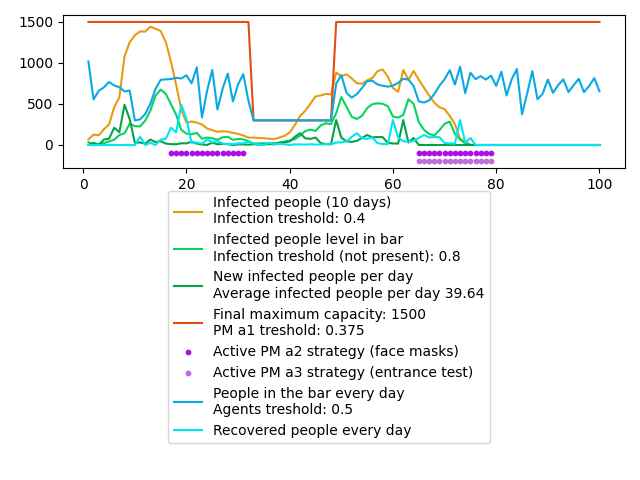 1500
1000
500
0
0
20
40
60
80
100
Infected people (10 days)
Infection treshold: 0.4
Infected people level in bar
Infection treshold (not present): 0.8
New infected people per day
Average infected people per day 39.64
Final maximum capacity: 1500
PM a1 treshold: 0.375
Active PM a2 strategy (face masks)
Active PM a3 strategy (entrance test)
People in the bar every day
Agents treshold: 0.5
Recovered people every day